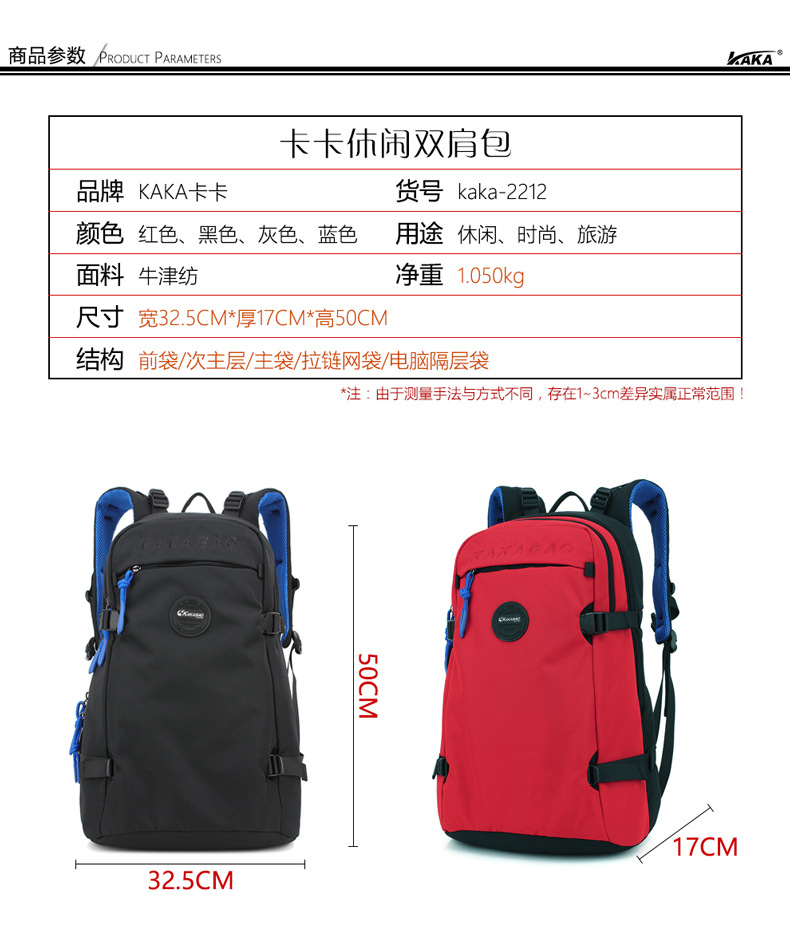 商品参数 / PRODUCT PARAMETERS
KAKA®
卡卡休闲双肩包
品牌 KAKA卡卡 货号 kaka-2212
颜色 红色、黑色、灰色、蓝色 用途 休闲、时尚、旅游
面料 牛津纺 净重 1.050kg
尺寸 宽32.5CM*厚17CM*高50CM
结构 前袋/次主层/主袋/拉链网袋/电脑隔层袋
*注：由于测量手法与方式不同，存在1~3cm差异实属正常范围！
KAKABAG
KAKABAG
KAKABAG
KAKABAG
50CM
17CM
32.5CM